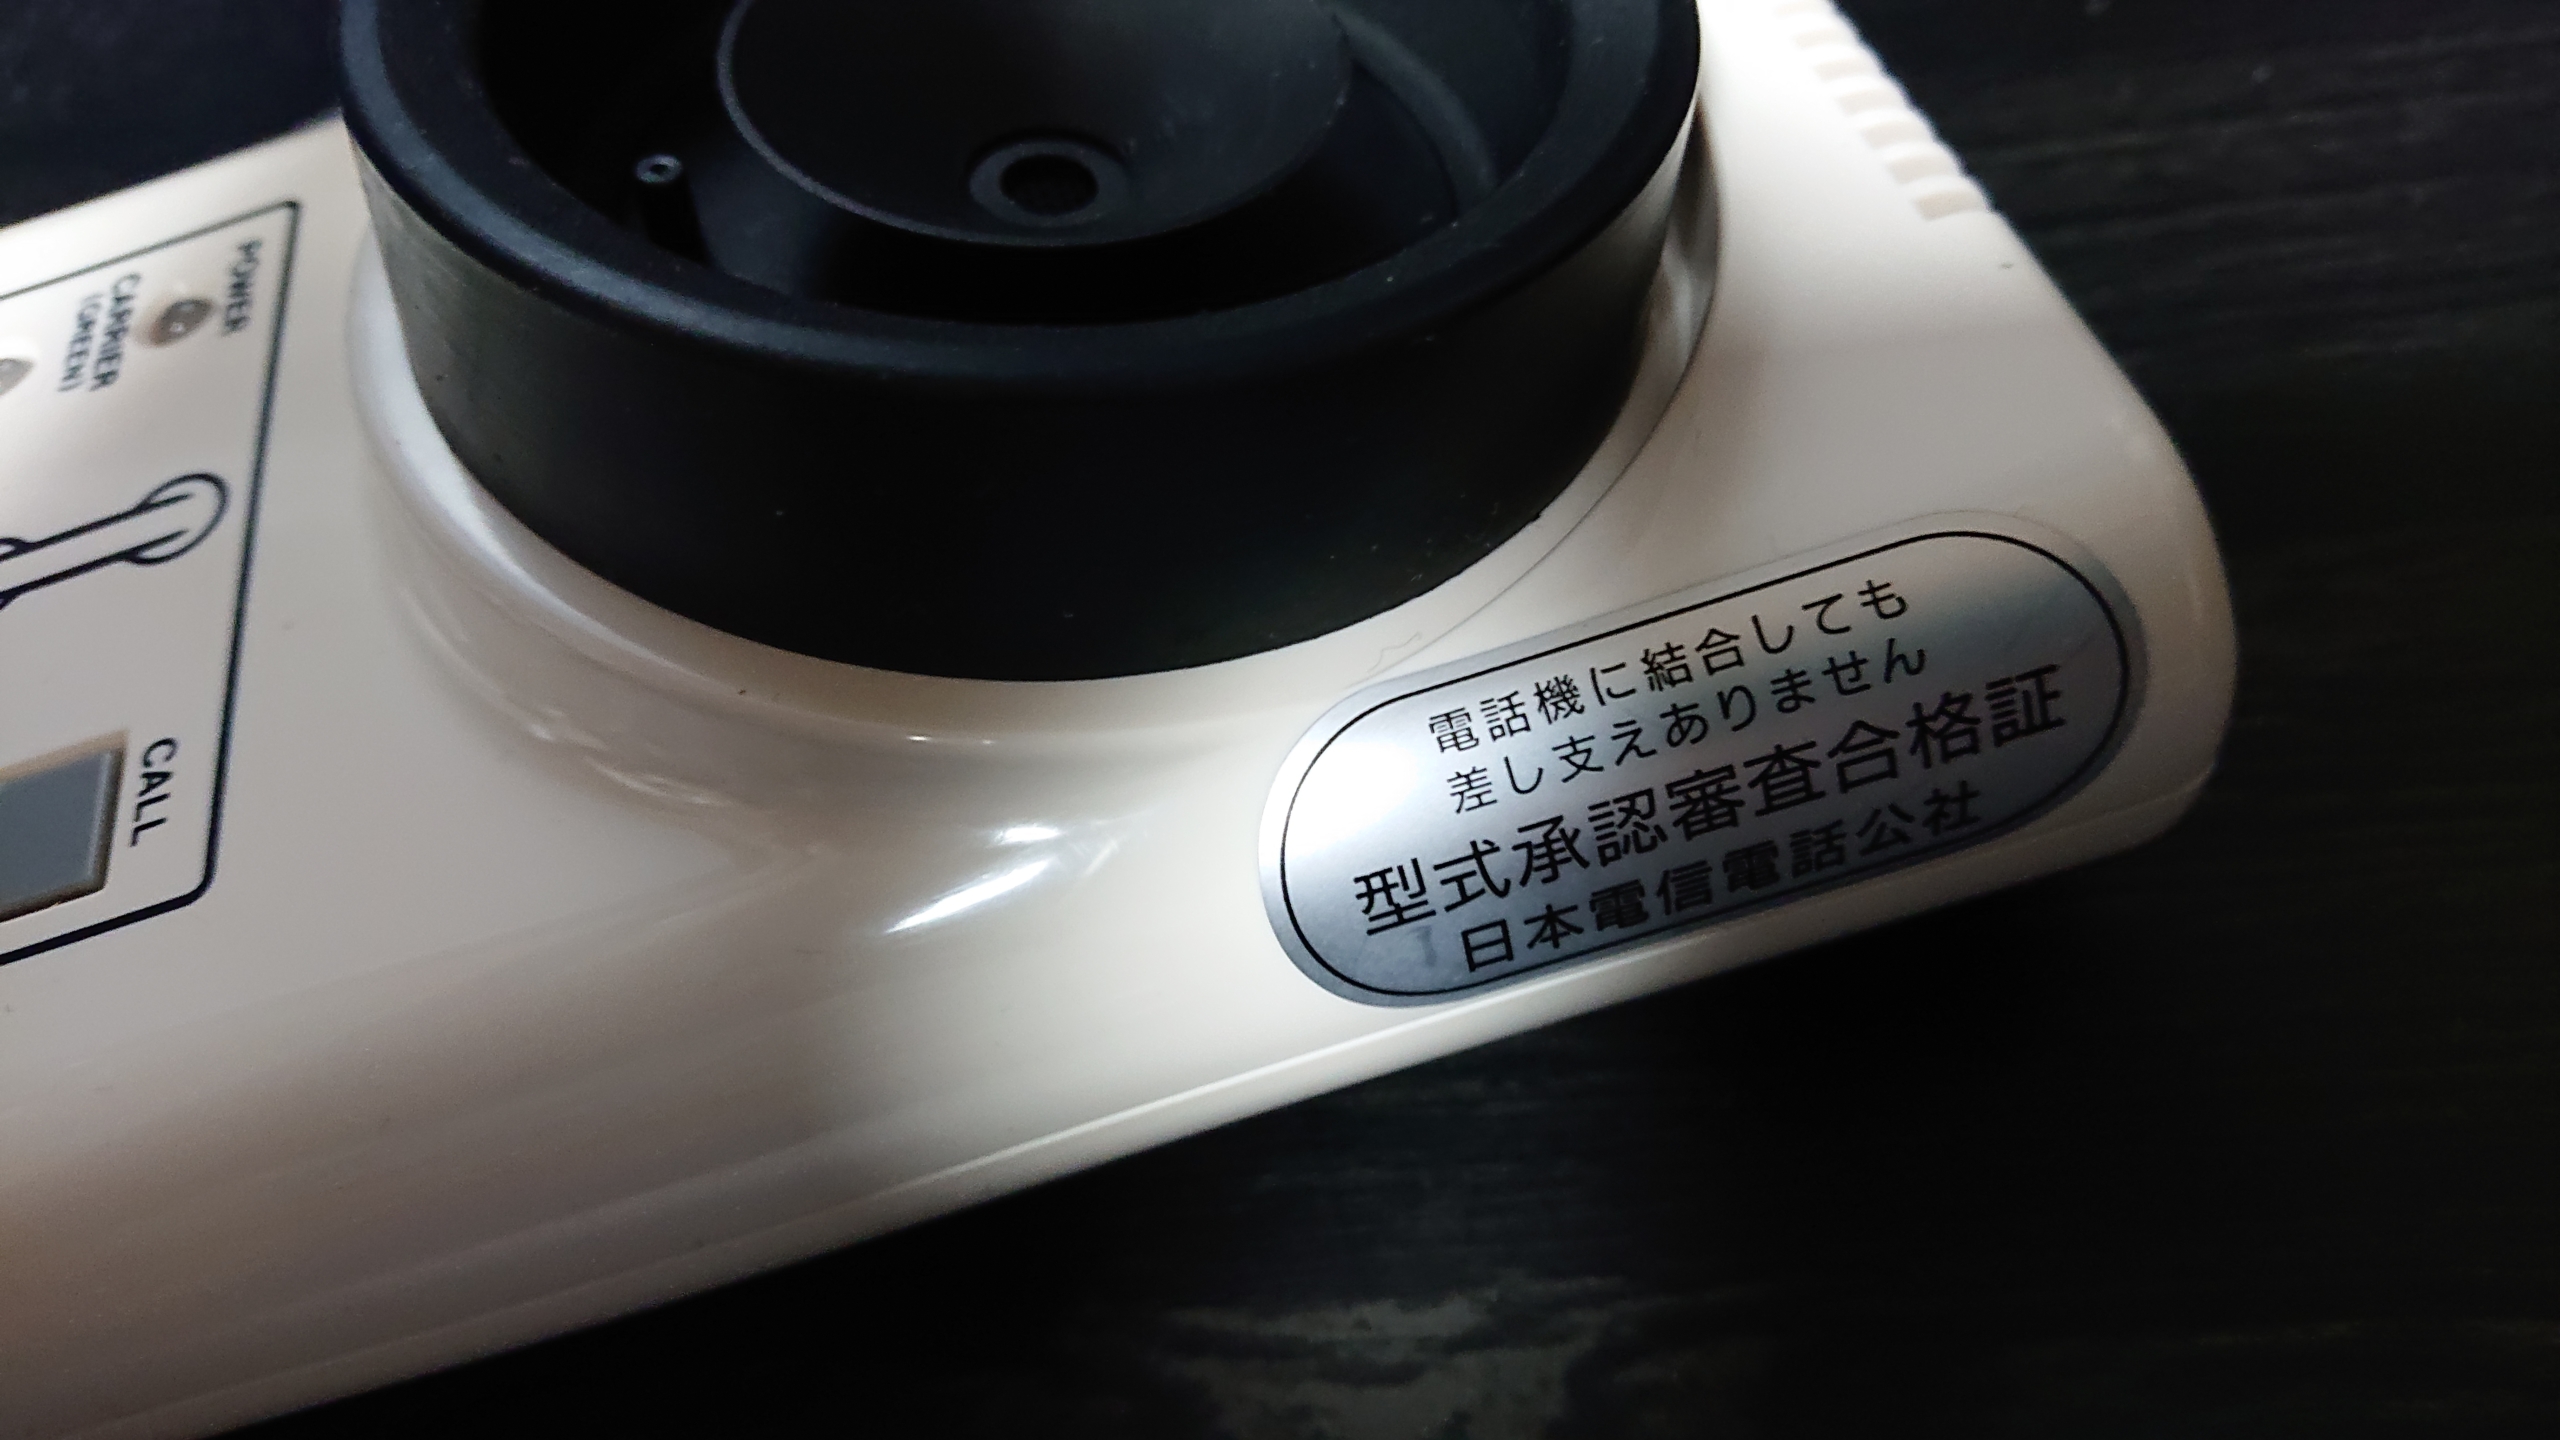 POWER
CARRIER
(GREEN)
CALL
電話機に結合しても
差し支えありません
型式承認審査合格証
日本電信電話公社